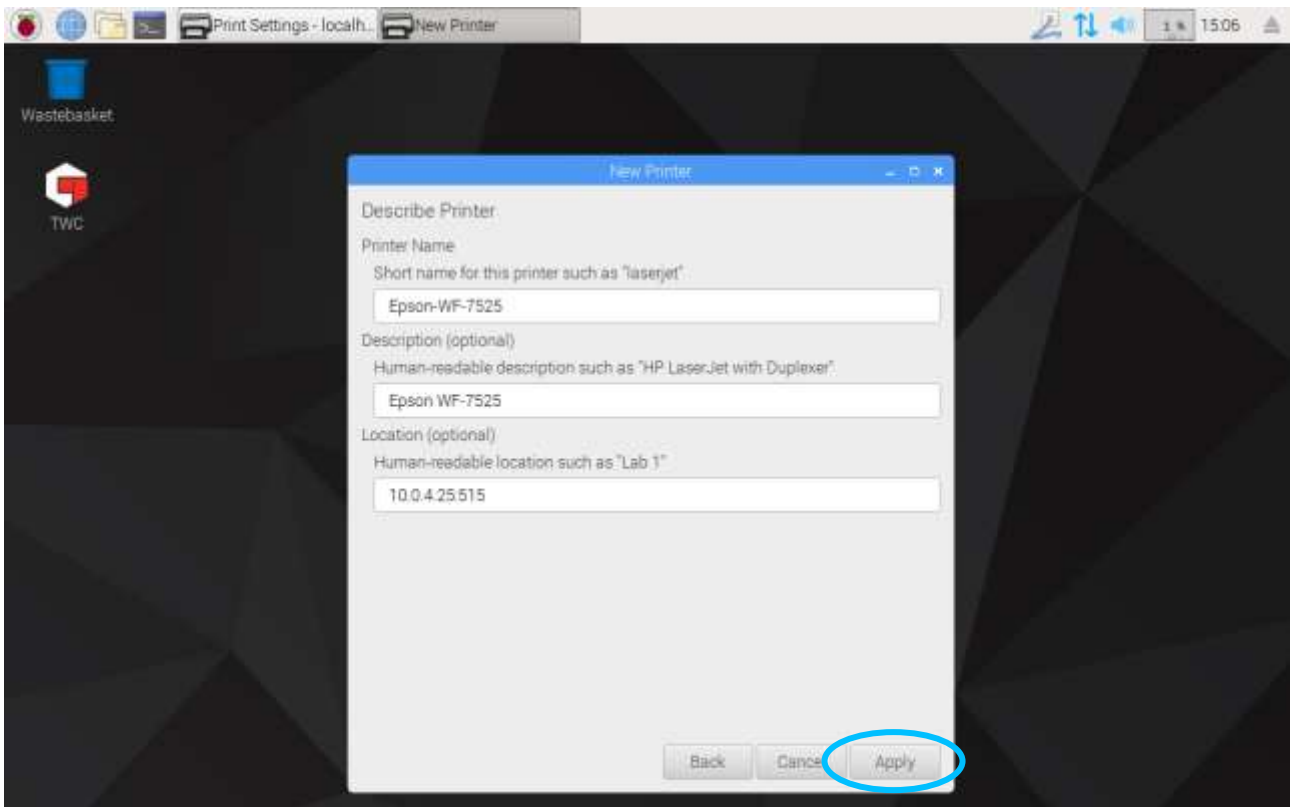 Print Settings - localh...
New Printer
1 %
15:06
Wastebasket
TWC
New Printer
Describe Printer
Printer Name
Short name for this printer such as "laserjet"
Epson-WF-7525
Description (optional)
Human-readable description such as "HP LaserJet with Duplexer"
Epson WF-7525
Location (optional)
Human-readable location such as "Lab 1"
10.0.4.25:515
Back
Cancel
Apply